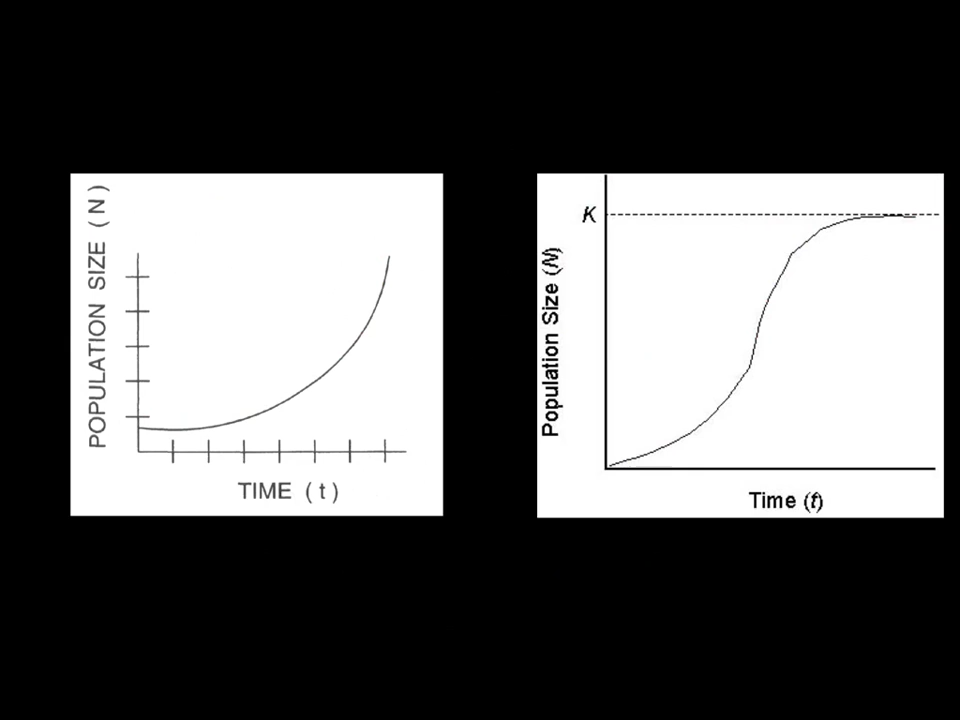 POPULATION SIZE ( N )
TIME ( t )
K
Population Size (N)
Time (t)